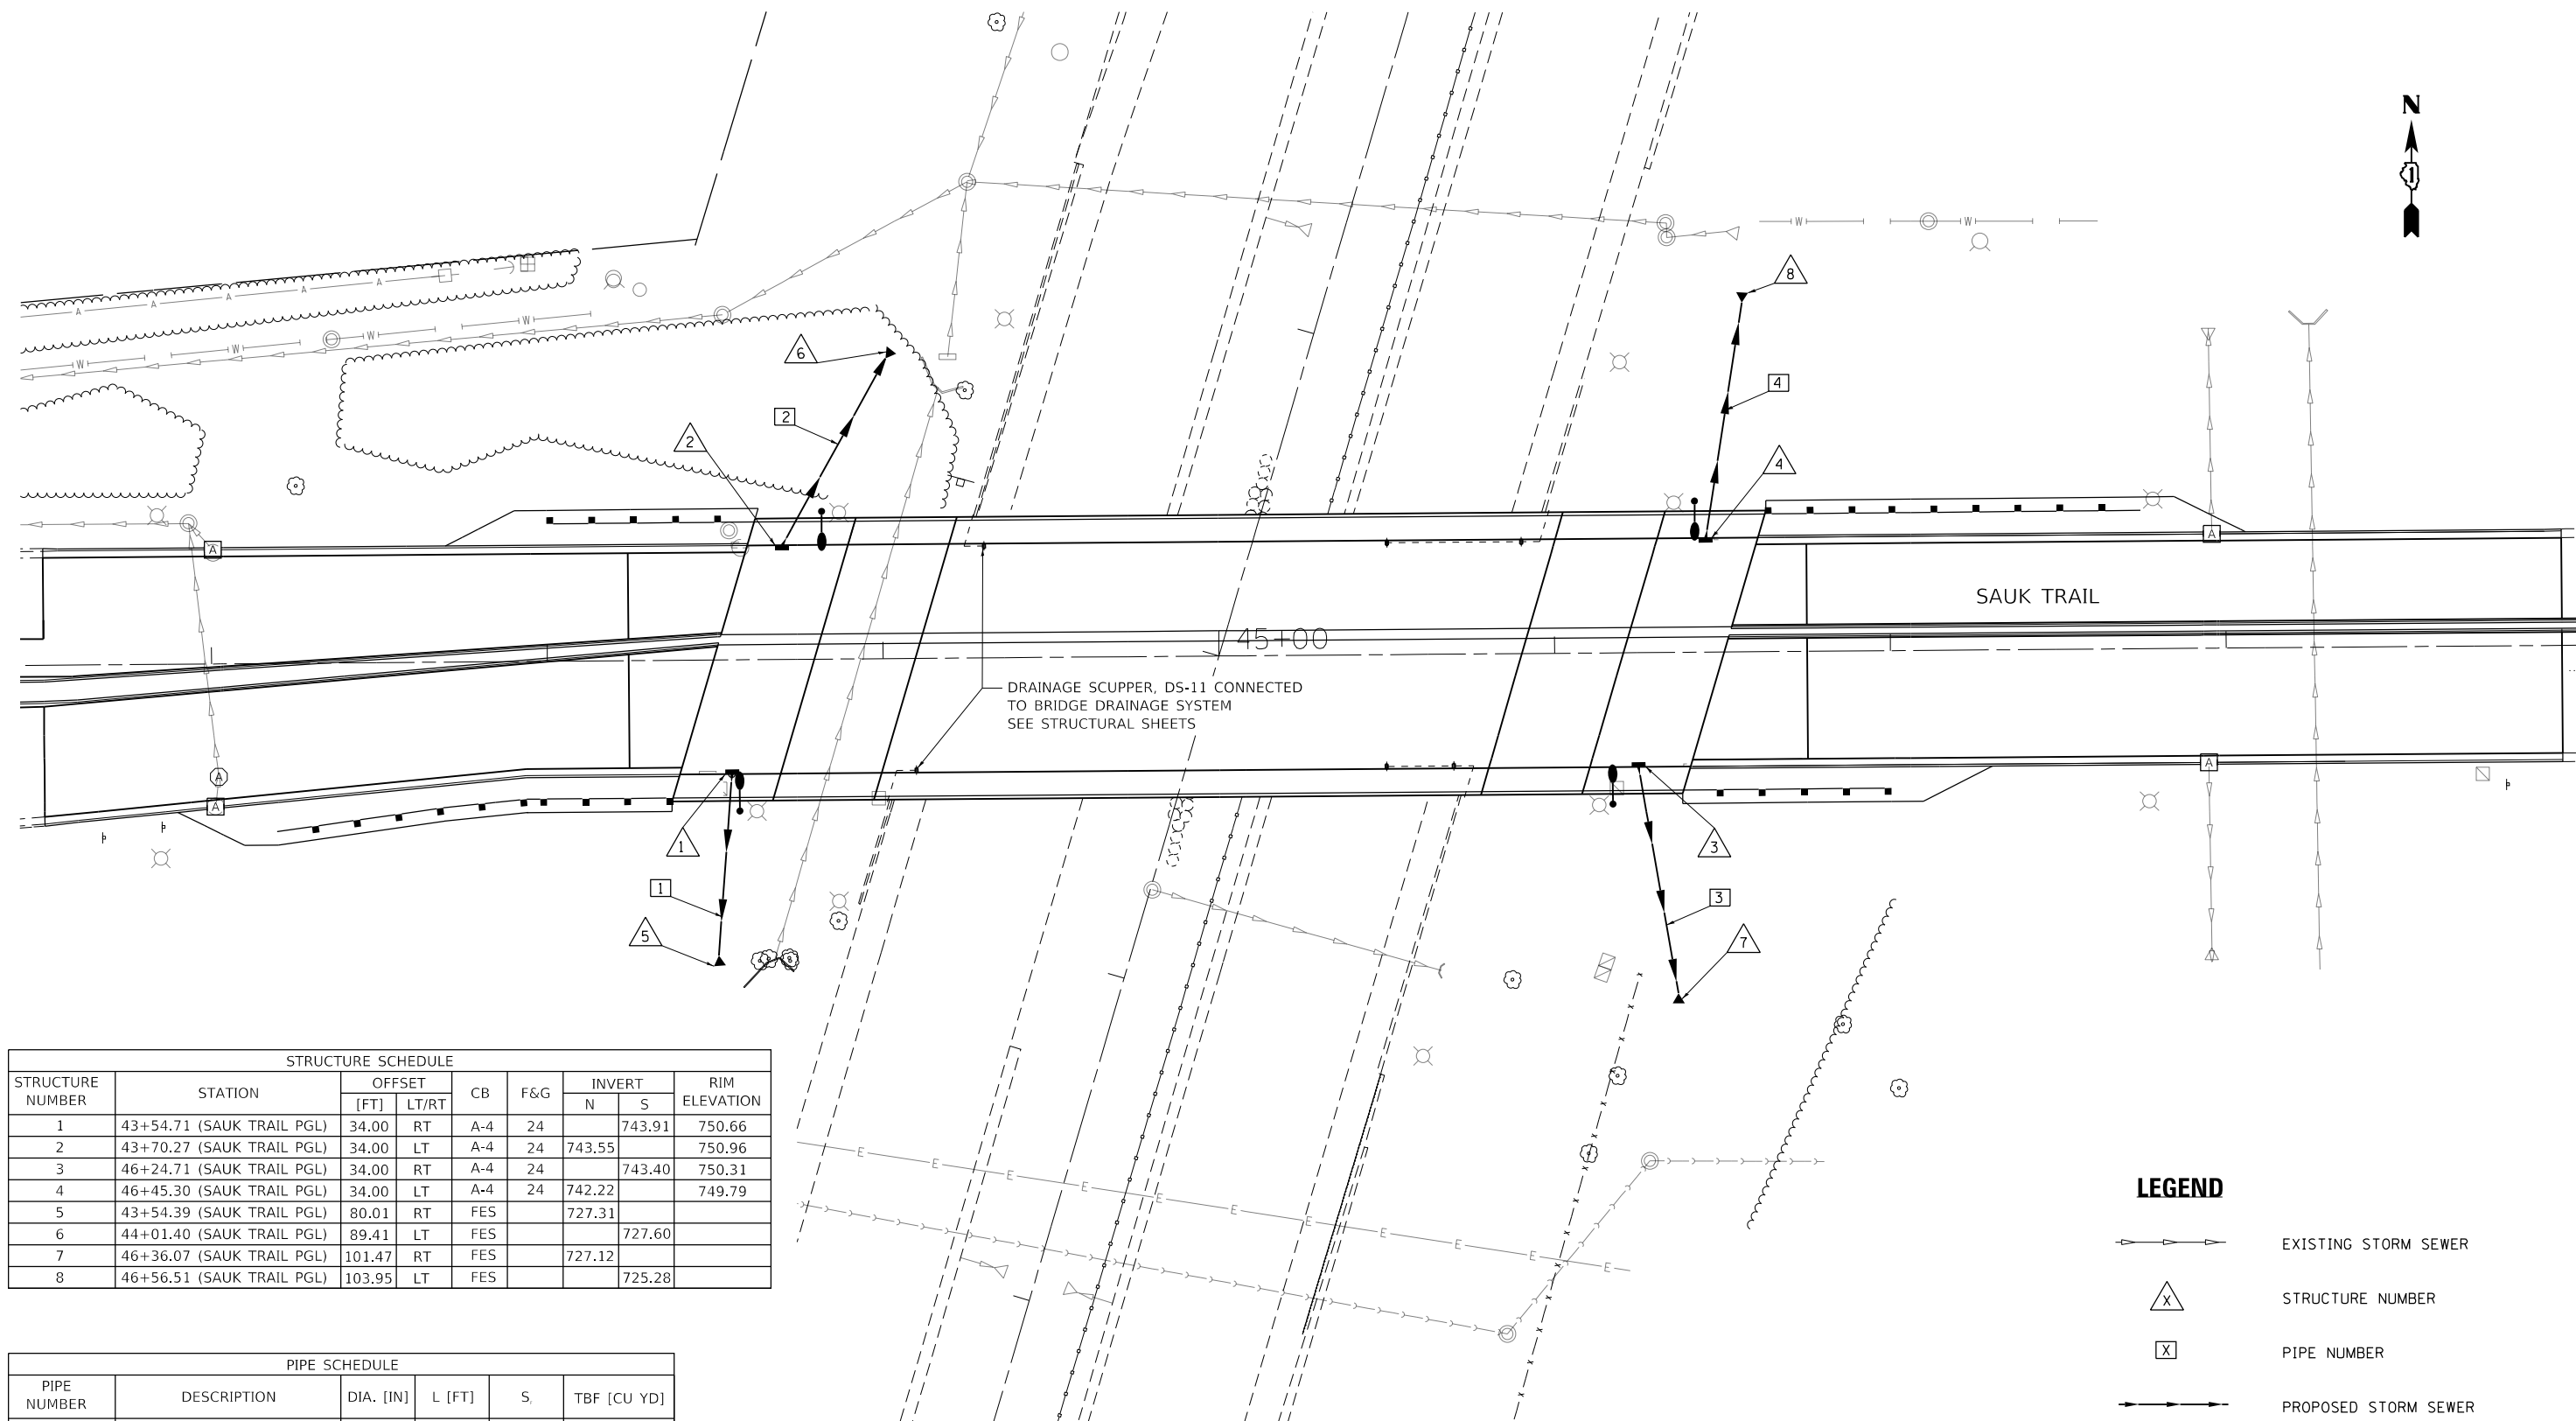 N
1
W
W
8
A
A
A
A
A
W
W
W
6
4
2
2
4
A
A
SAUK TRAIL
45+00
DRAINAGE SCUPPER, DS-11 CONNECTED
TO BRIDGE DRAINAGE SYSTEM
SEE STRUCTURAL SHEETS
A
A
A
1
3
1
3
5
7
STRUCTURE SCHEDULE
STRUCTURE NUMBER STATION OFFSET [FT] LT/RT CB F&G INVERT N S RIM ELEVATION
1 43+54.71 (SAUK TRAIL PGL) 34.00 RT A-4 24 743.91 750.66
2 43+70.27 (SAUK TRAIL PGL) 34.00 LT A-4 24 743.55 750.96
3 46+24.71 (SAUK TRAIL PGL) 34.00 RT A-4 24 743.40 750.31
4 46+45.30 (SAUK TRAIL PGL) 34.00 LT A-4 24 742.22 749.79
5 43+54.39 (SAUK TRAIL PGL) 80.01 RT FES 727.31
6 44+01.40 (SAUK TRAIL PGL) 89.41 LT FES 727.60
7 46+36.07 (SAUK TRAIL PGL) 101.47 RT FES 727.12
8 46+56.51 (SAUK TRAIL PGL) 103.95 LT FES 725.28
E
E
E
E
E
E
E
E
E
E
E
PIPE SCHEDULE
PIPE NUMBER DESCRIPTION DIA. [IN] L [FT] S, TBF [CU YD]
LEGEND
EXISTING STORM SEWER
X STRUCTURE NUMBER
X PIPE NUMBER
PROPOSED STORM SEWER